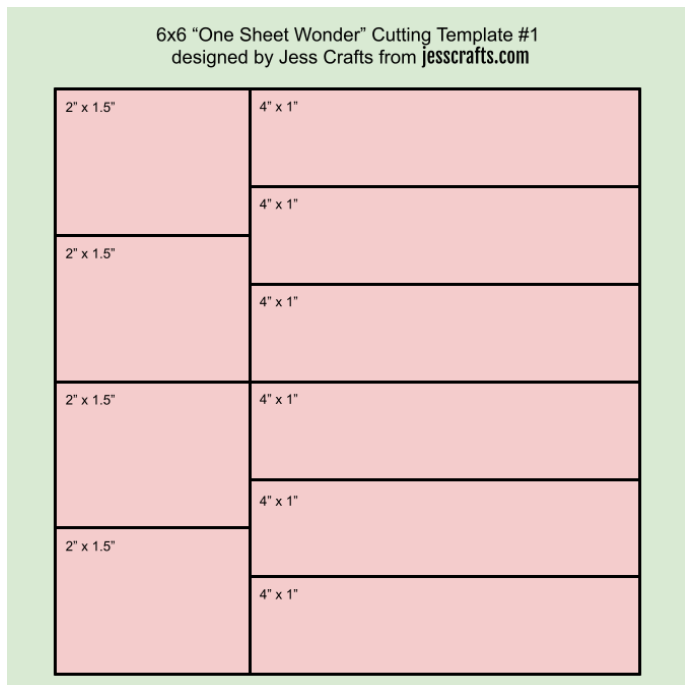 6x6 “One Sheet Wonder” Cutting Template #1
designed by Jess Crafts from jesscrafts.com
2” x 1.5”
4” x 1”
4” x 1”
2” x 1.5”
4” x 1”
2” x 1.5”
4” x 1”
4” x 1”
2” x 1.5”
4” x 1”